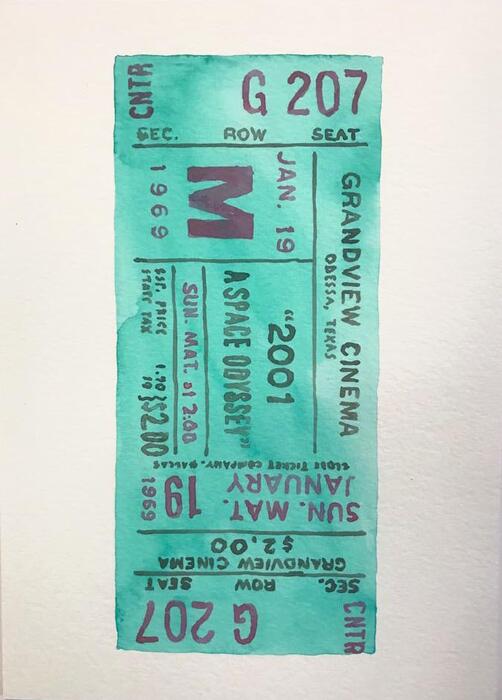 CNTR G 207
SEC. ROW SEAT
GRANDVIEW CINEMA
ODESSA, TEXAS
JAN. 19
M
1969
"2001
A SPACE ODYSSEY"
SUN. MAT. at 2:00
EST. PRICE 1.90 $2.00
STATE TAX .10
GLOBE TICKET COMPANY, DALLAS
SUN. MAT.
JANUARY
19
1969
$2.00
GRANDVIEW CINEMA
SEC. ROW SEAT
CNTR G 207